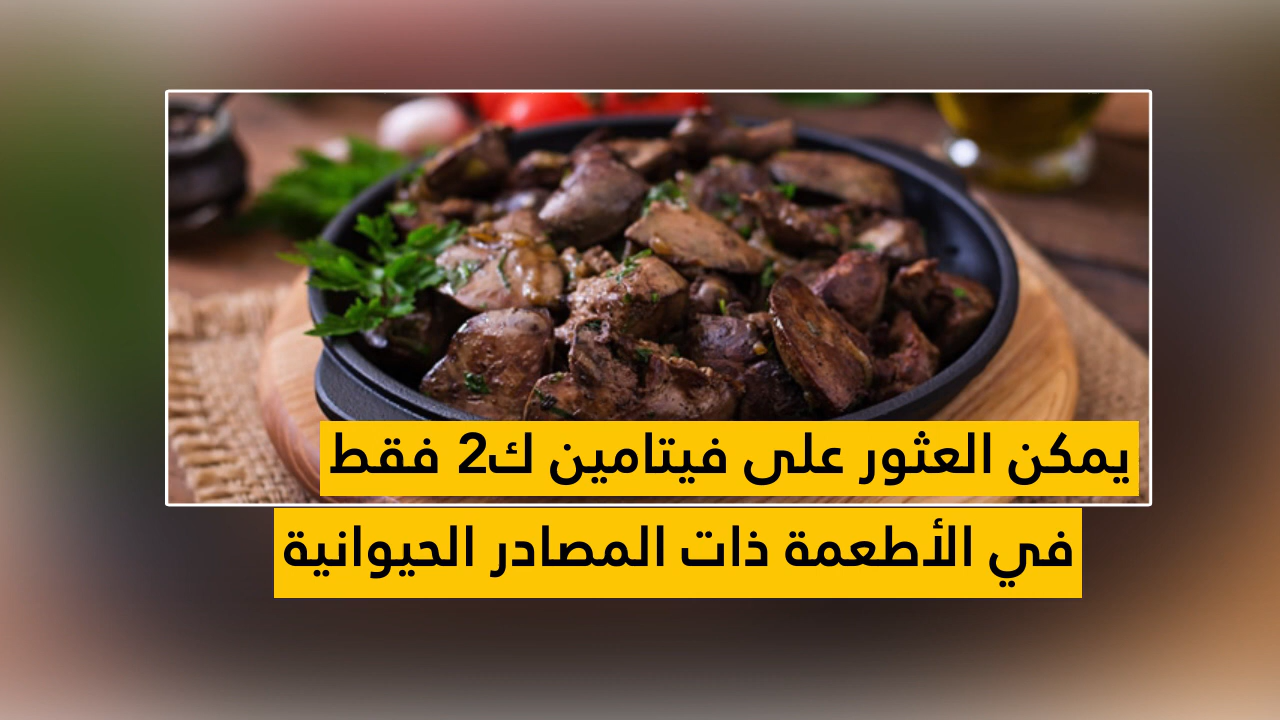 يمكن العثور على فيتامين ك2 فقط
في الأطعمة ذات المصادر الحيوانية